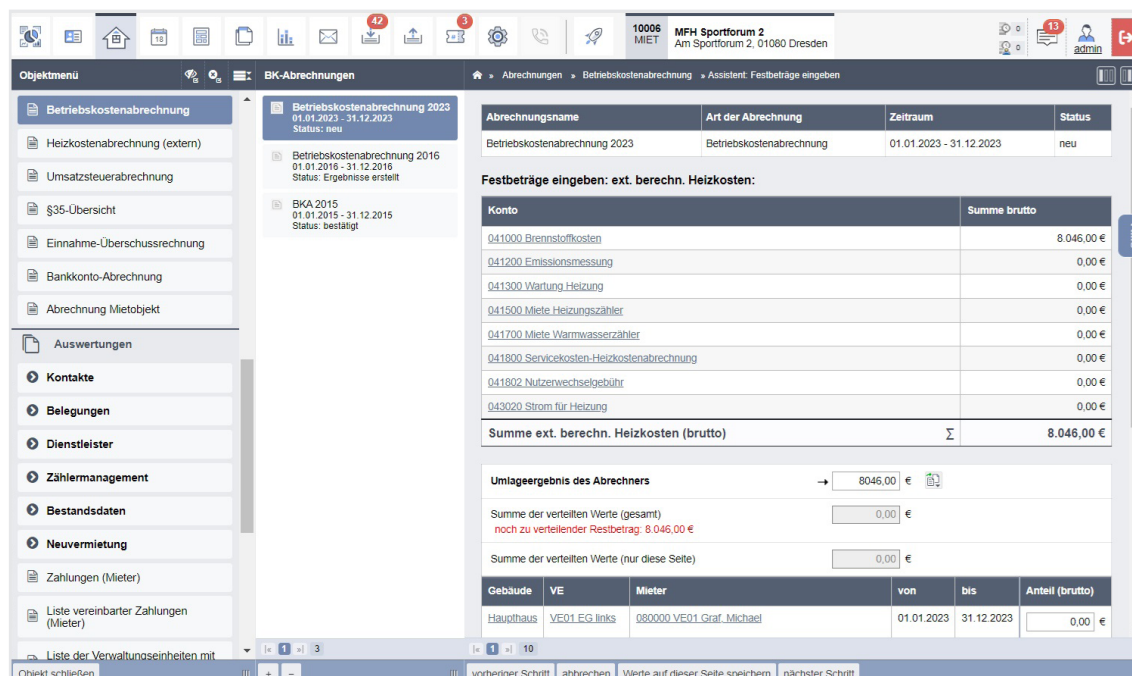 42
3
18
10006
MIET
MFH Sportforum 2
Am Sportforum 2, 01080 Dresden
0
0
13
admin
Objektmenü
BK-Abrechnungen
» Abrechnungen » Betriebskostenabrechnung » Assistent: Festbeträge eingeben
Betriebskostenabrechnung
Heizkostenabrechnung (extern)
Umsatzsteuerabrechnung
§35-Übersicht
Einnahme-Überschussrechnung
Bankkonto-Abrechnung
Abrechnung Mietobjekt
Auswertungen
Kontakte
Belegungen
Dienstleister
Zählermanagement
Bestandsdaten
Neuvermietung
Zahlungen (Mieter)
Liste vereinbarter Zahlungen
(Mieter)
Liste der Verwaltungseinheiten mit
Objekt schließen
Betriebskostenabrechnung 2023
01.01.2023 - 31.12.2023
Status: neu
Betriebskostenabrechnung 2016
01.01.2016 - 31.12.2016
Status: Ergebnisse erstellt
BKA 2015
01.01.2015 - 31.12.2015
Status: bestätigt
|« 1 »| 3
+ −
Abrechnungsname Art der Abrechnung Zeitraum Status
Betriebskostenabrechnung 2023 Betriebskostenabrechnung 01.01.2023 - 31.12.2023 neu
Festbeträge eingeben: ext. berechn. Heizkosten:
Konto Summe brutto
041000 Brennstoffkosten 8.046,00 €
041200 Emissionsmessung 0,00 €
041300 Wartung Heizung 0,00 €
041500 Miete Heizungszähler 0,00 €
041700 Miete Warmwasserzähler 0,00 €
041800 Servicekosten-Heizkostenabrechnung 0,00 €
041802 Nutzerwechselgebühr 0,00 €
043020 Strom für Heizung 0,00 €
Summe ext. berechn. Heizkosten (brutto) Σ 8.046,00 €
Umlageergebnis des Abrechners → 8046,00 €
Summe der verteilten Werte (gesamt) 0,00 €
noch zu verteilender Restbetrag: 8.046,00 €
Summe der verteilten Werte (nur diese Seite) 0,00 €
Gebäude VE Mieter von bis Anteil (brutto)
Haupthaus VE01 EG links 080000 VE01 Graf, Michael 01.01.2023 31.12.2023 0,00 €
|« 1 »| 10
vorheriger Schritt abbrechen Werte auf dieser Seite speichern nächster Schritt